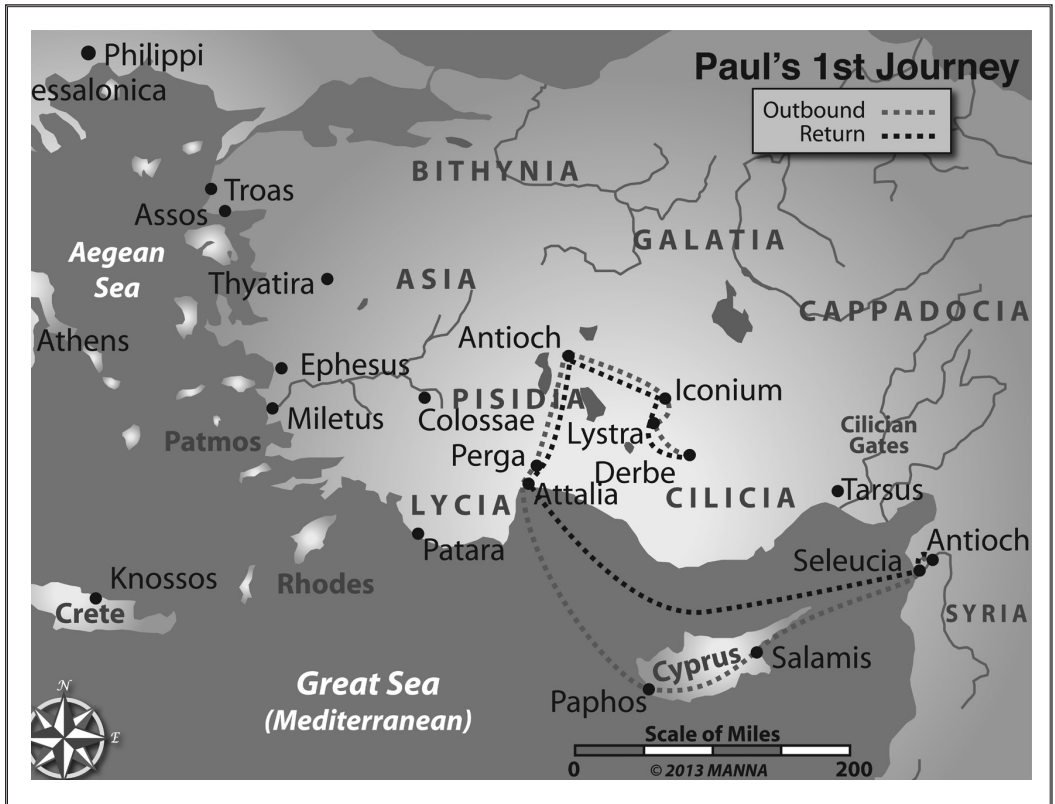 Philippi
essalonica
Paul's 1st Journey
Outbound
Return
BITHYNIA
Troas
Assos
GALATIA
Aegean
Sea
Thyatira
ASIA
CAPPADOCIA
Athens
Antioch
Ephesus
Iconium
PISIDIA
Miletus
Colossae
Lystra
Cilician
Gates
Patmos
Perga
Derbe
Attalia
CILICIA
Tarsus
LYCIA
Patara
Antioch
Seleucia
Knossos
Rhodes
Crete
SYRIA
Cyprus
Salamis
Great Sea
(Mediterranean)
Paphos
N
E
Scale of Miles
0
© 2013 MANNA
200